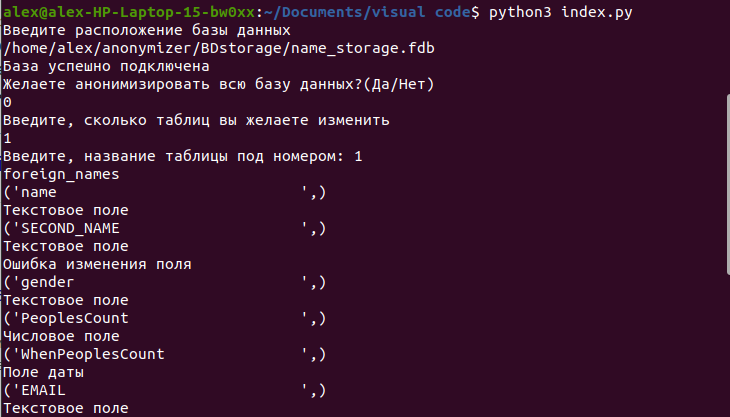 alex@alex-HP-Laptop-15-bw0xx:~/Documents/visual code$ python3 index.py
Введите расположение базы данных
/home/alex/anonymizer/BDstorage/name_storage.fdb
База успешно подключена
Желаете анонимизировать всю базу данных?(Да/Нет)
0
Введите, сколько таблиц вы желаете изменить
1
Введите, название таблицы под номером: 1
foreign_names
('name                           ',)
Текстовое поле
('SECOND_NAME                    ',)
Текстовое поле
Ошибка изменения поля
('gender                         ',)
Текстовое поле
('PeoplesCount                   ',)
Числовое поле
('WhenPeoplesCount               ',)
Поле даты
('EMAIL                          ',)
Текстовое поле